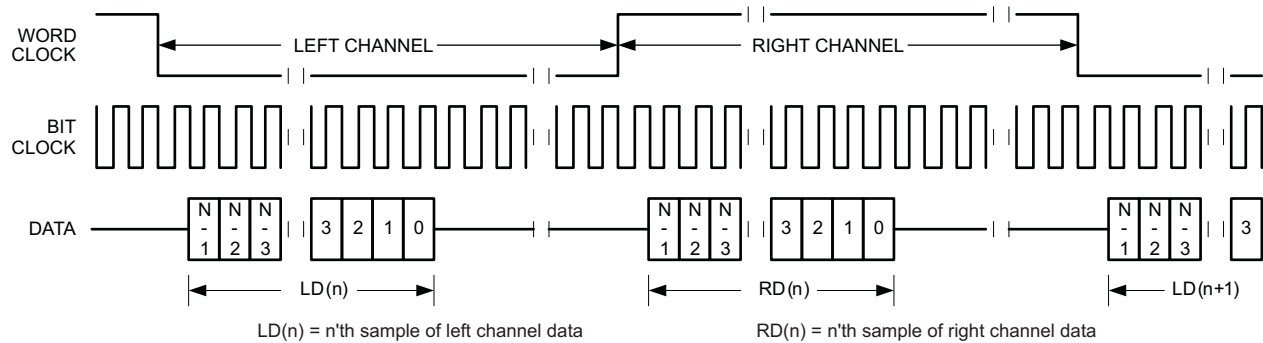 WORD
CLOCK
LEFT CHANNEL
RIGHT CHANNEL
BIT
CLOCK
DATA
N-1
N-2
N-3
3
2
1
0
N-1
N-2
N-3
3
2
1
0
N-1
N-2
N-3
3
LD(n)
RD(n)
LD(n+1)
LD(n) = n'th sample of left channel data
RD(n) = n'th sample of right channel data